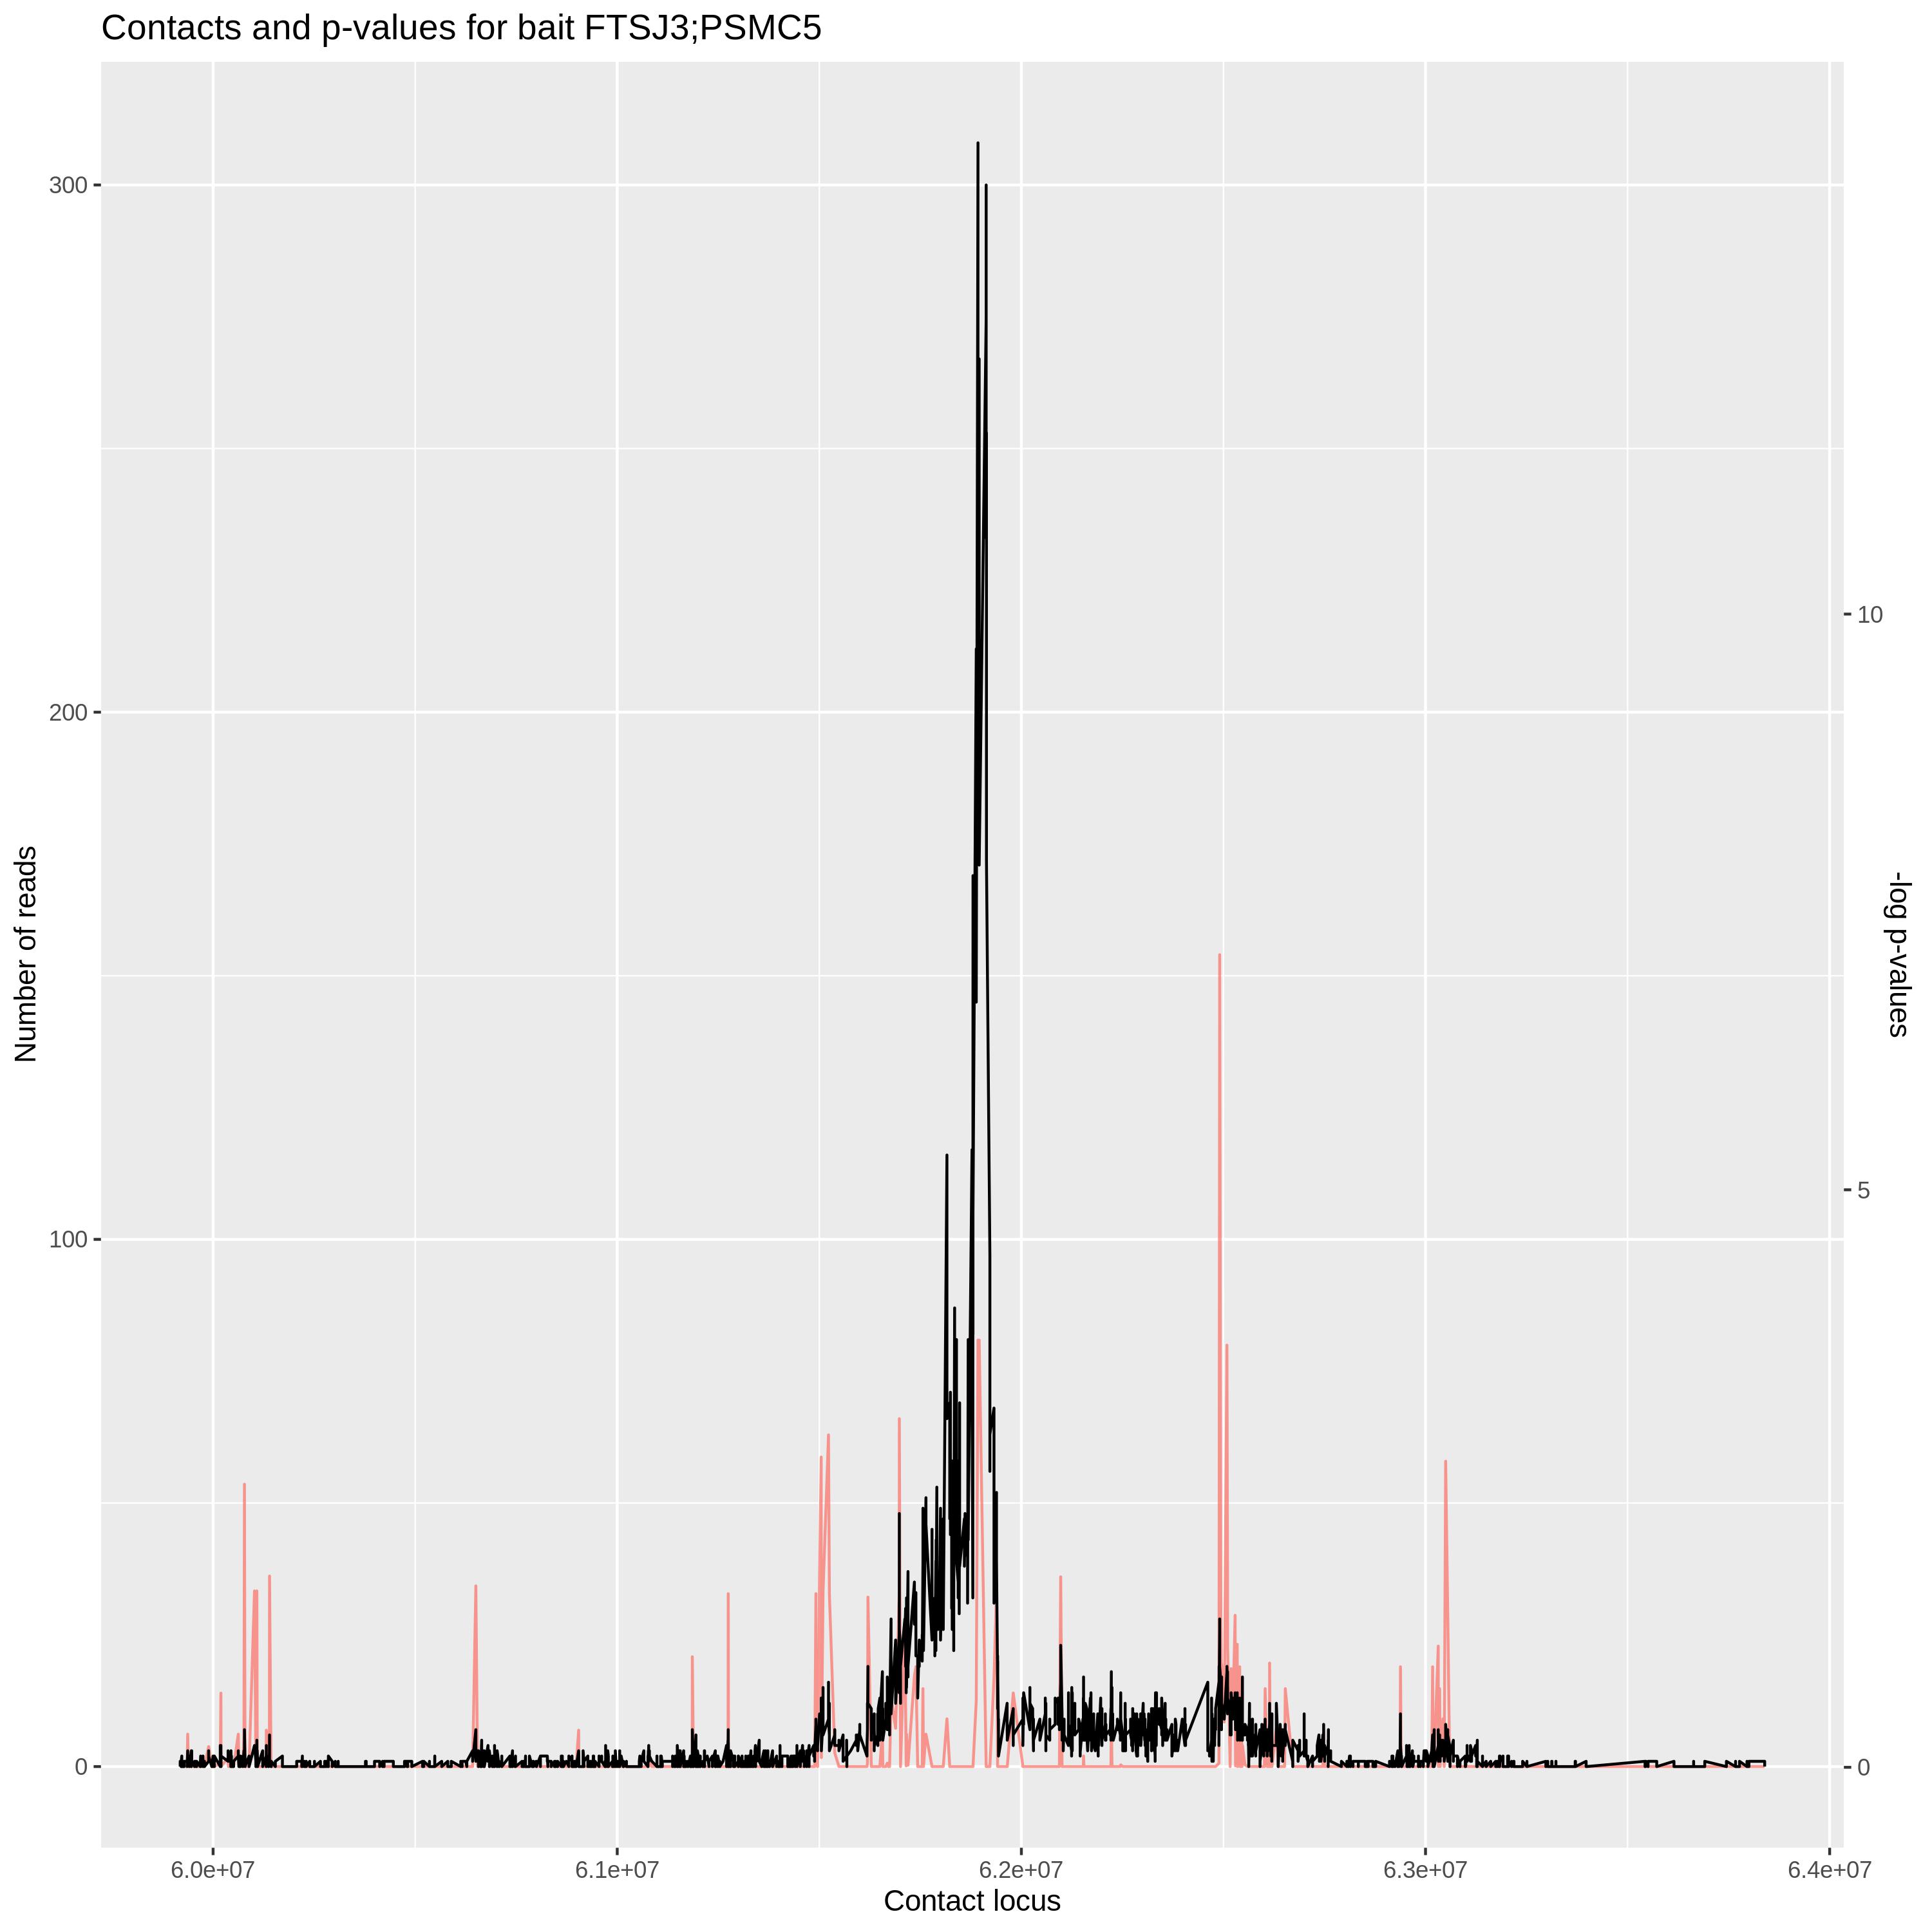 Contacts and p-values for bait FTSJ3;PSMC5
300
200
100
0
Number of reads
10
5
0
-log p-values
6.0e+07
6.1e+07
6.2e+07
6.3e+07
6.4e+07
Contact locus